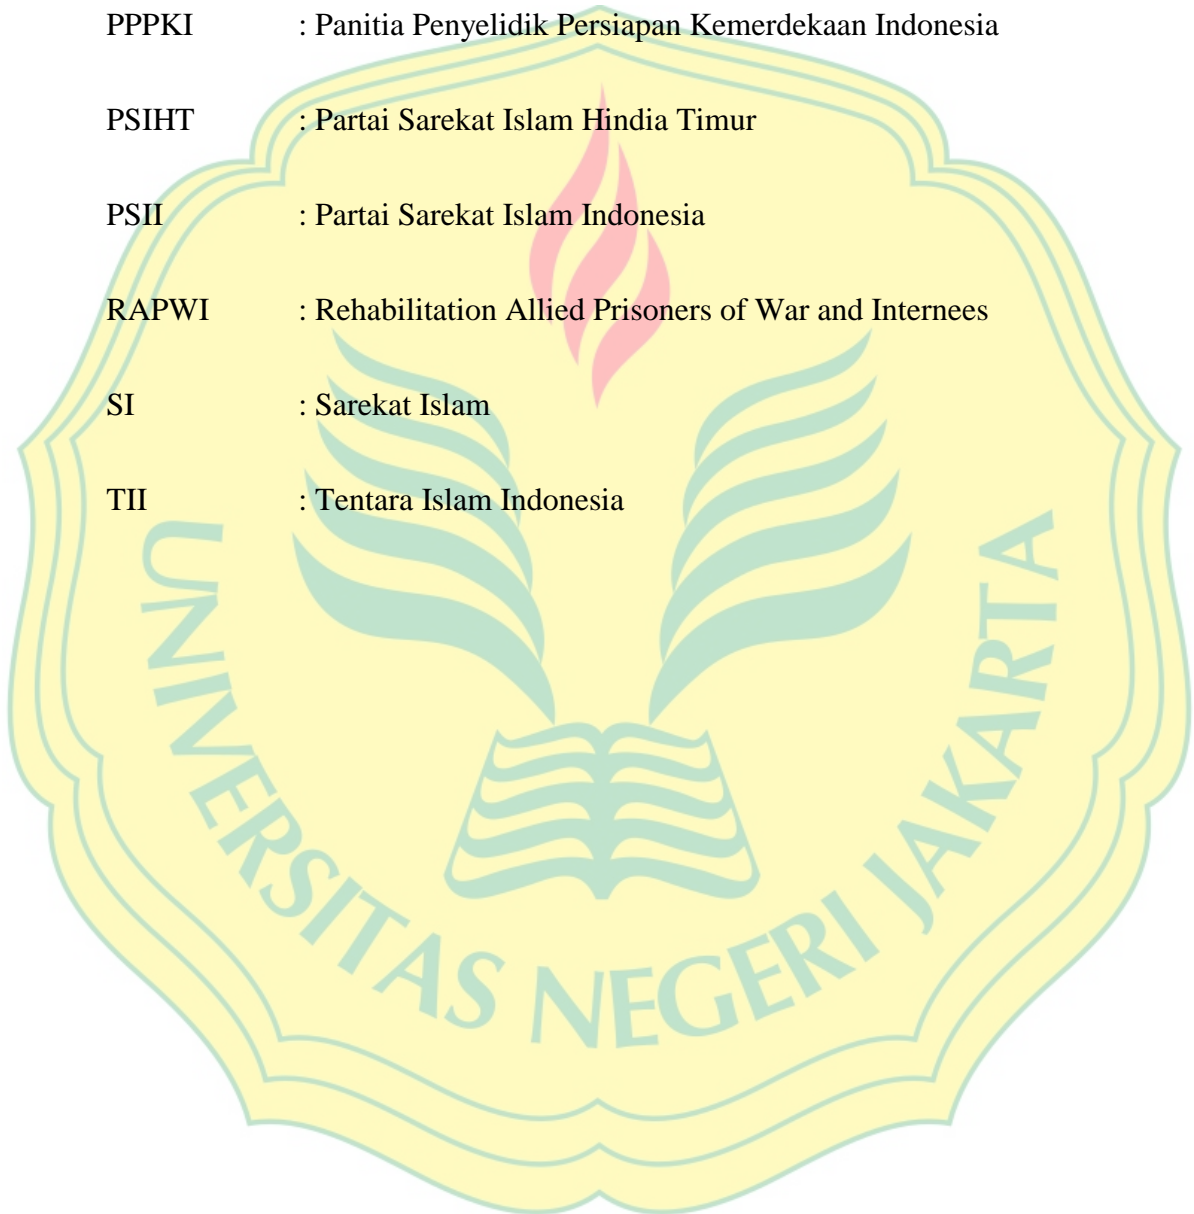 PPPKI : Panitia Penyelidik Persiapan Kemerdekaan Indonesia
PSIHT : Partai Sarekat Islam Hindia Timur
PSII : Partai Sarekat Islam Indonesia
RAPWI : Rehabilitation Allied Prisoners of War and Internees
SI : Sarekat Islam
TII : Tentara Islam Indonesia
UNIVERSITAS NEGERI JAKARTA